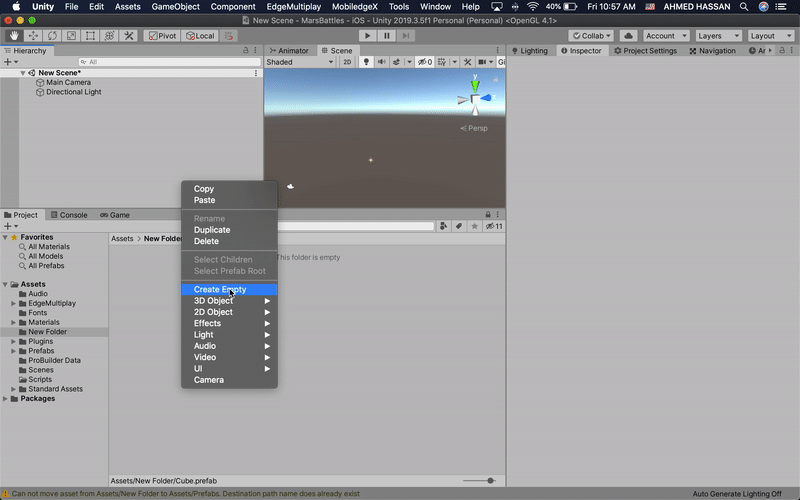 Unity File Edit Assets GameObject Component EdgeMultiplay MobiledgeX Tools Window Help 40% Fri 10:57 AM AHMED HASSAN
New Scene - MarsBattles - iOS - Unity 2019.3.5f1 Personal (Personal) <OpenGL 4.1>
Pivot Local Collab Account Layers Layout
Hierarchy
All
New Scene*
Main Camera
Directional Light
Animator Scene
Shaded 2D 0 Gi
y
z
Persp
Lighting Inspector Project Settings Navigation Ar
Project Console Game
11
Favorites
All Materials
All Models
All Prefabs
Assets
Audio
EdgeMultiplay
Fonts
Materials
New Folder
Plugins
Prefabs
ProBuilder Data
Scenes
Scripts
Standard Assets
Packages
Assets > New Folder
This folder is empty
Copy
Paste
Rename
Duplicate
Delete
Select Children
Select Prefab Root
Create Empty
3D Object
2D Object
Effects
Light
Audio
Video
UI
Camera
Assets/New Folder/Cube.prefab
Can not move asset from Assets/New Folder to Assets/Prefabs. Destination path name does already exist
Auto Generate Lighting Off